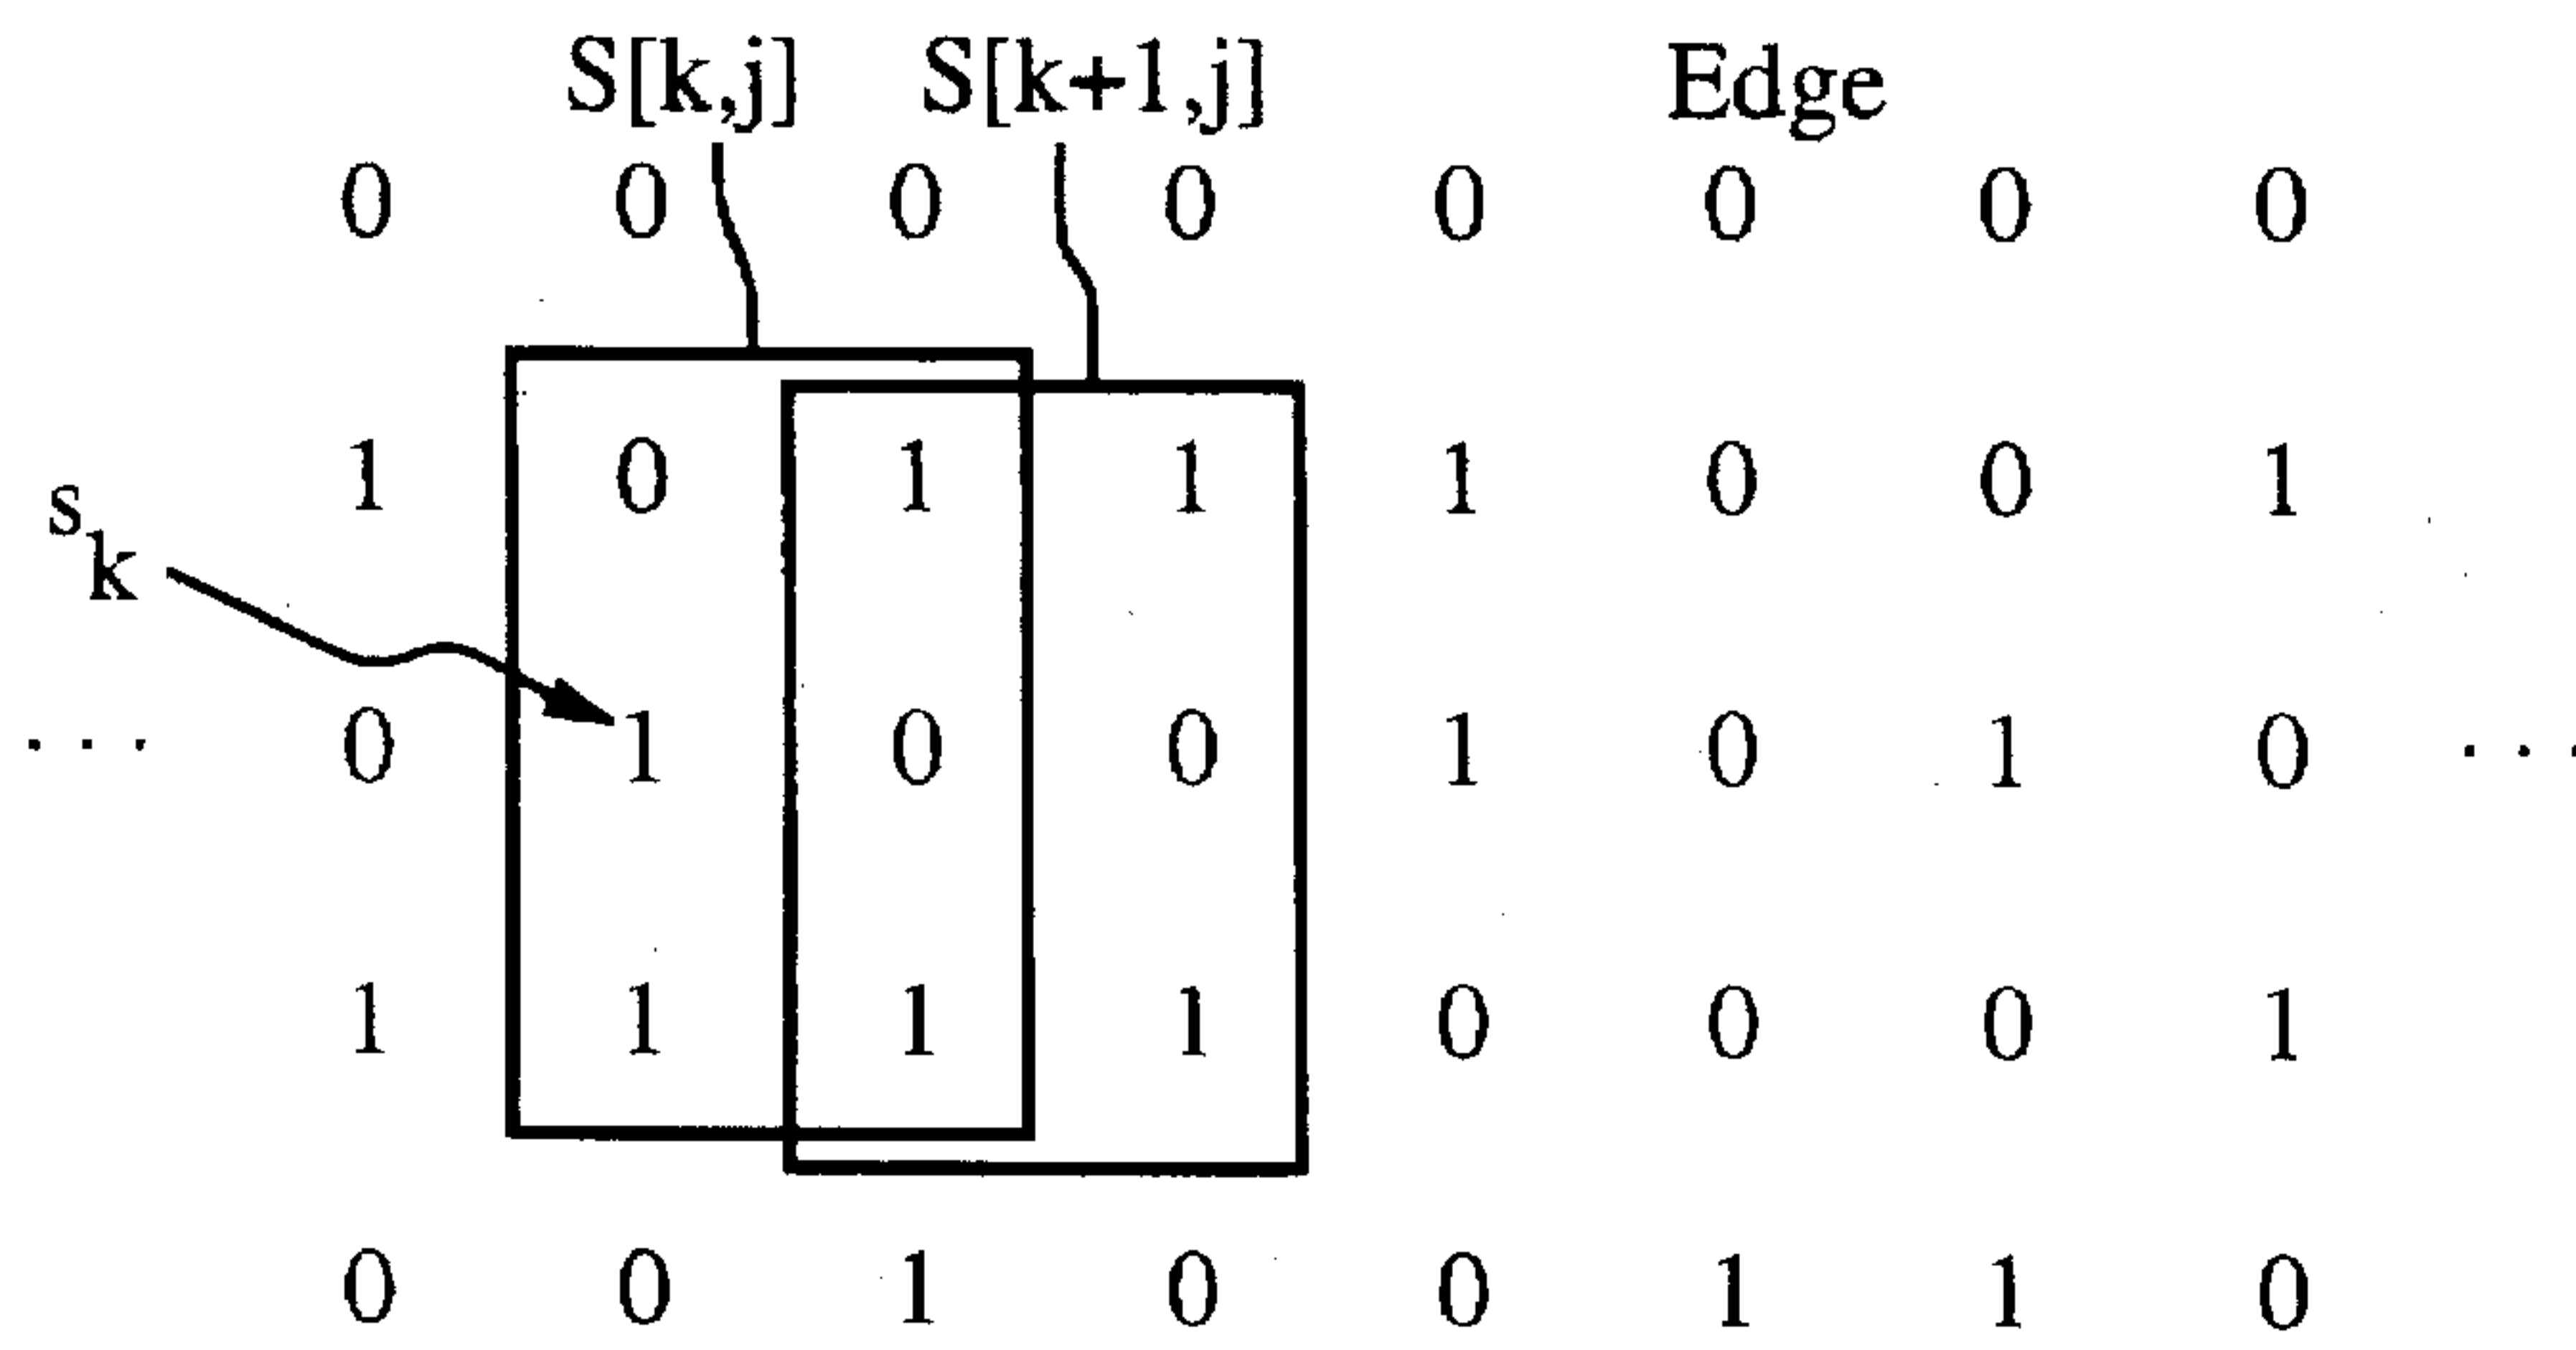 S[k,j] S[k+1,j] Edge
0 0 0 0 0 0 0 0
1 0 1 1 1 0 0 1
s
k
. . . 0 1 0 0 1 0 1 0 . . .
1 1 1 1 0 0 0 1
0 0 1 0 0 1 1 0